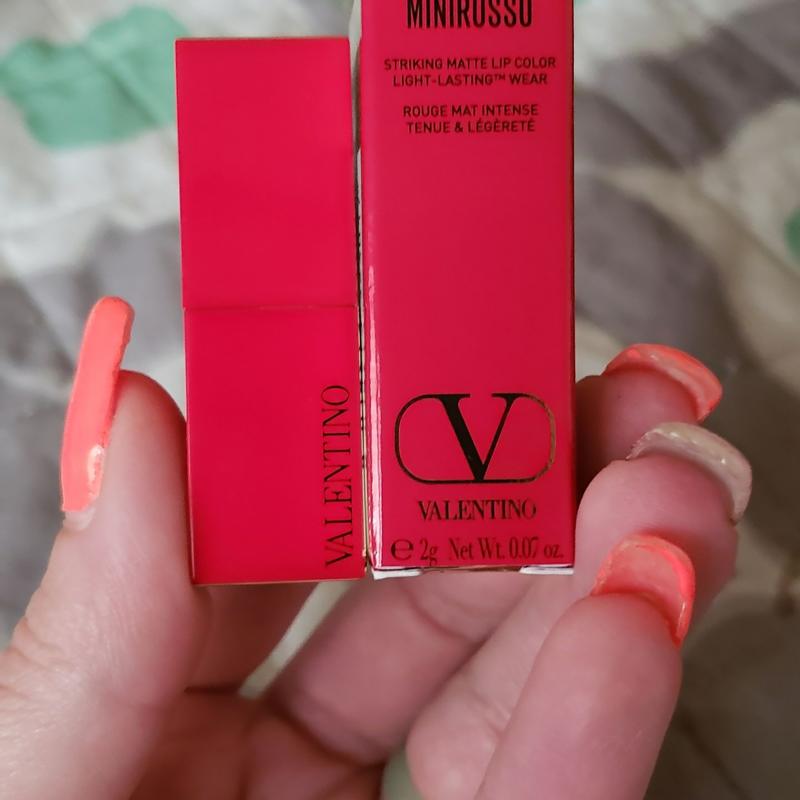 MINIROSSO
STRIKING MATTE LIP COLOR
LIGHT-LASTING™ WEAR
ROUGE MAT INTENSE
TENUE & LÉGÈRETÉ
VALENTINO
V
VALENTINO
℮ 2g Net Wt. 0.07 oz.